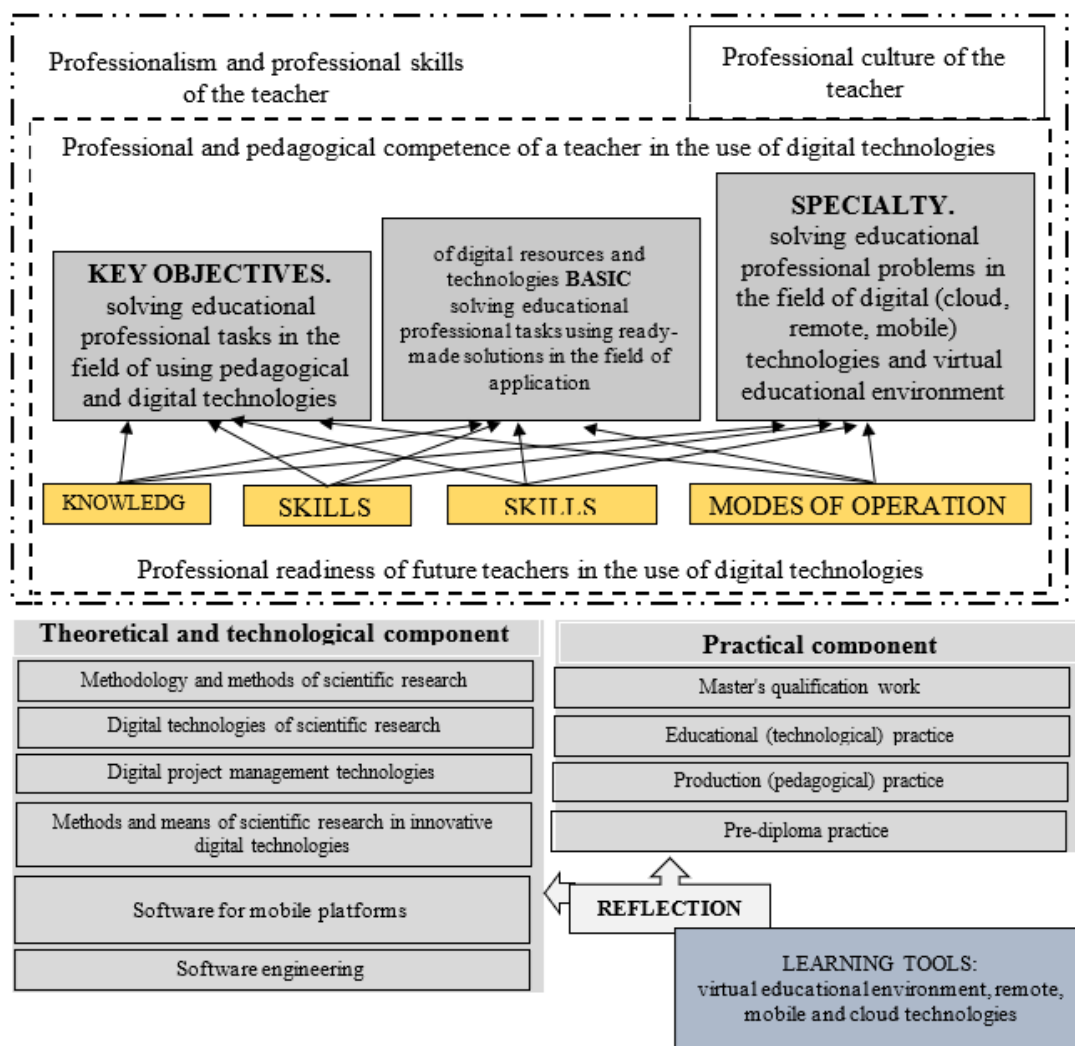 Professionalism and professional skills
of the teacher
Professional culture of the
teacher
Professional and pedagogical competence of a teacher in the use of digital technologies
KEY OBJECTIVES.
solving educational
professional tasks in the
field of using pedagogical
and digital technologies
of digital resources and
technologies BASIC
solving educational
professional tasks using ready-
made solutions in the field of
application
SPECIALTY.
solving educational
professional problems in
the field of digital (cloud,
remote, mobile)
technologies and virtual
educational environment
KNOWLEDG
SKILLS
SKILLS
MODES OF OPERATION
Professional readiness of future teachers in the use of digital technologies
Theoretical and technological component
Methodology and methods of scientific research
Digital technologies of scientific research
Digital project management technologies
Methods and means of scientific research in innovative
digital technologies
Software for mobile platforms
Software engineering
Practical component
Master's qualification work
Educational (technological) practice
Production (pedagogical) practice
Pre-diploma practice
REFLECTION
LEARNING TOOLS:
virtual educational environment, remote,
mobile and cloud technologies